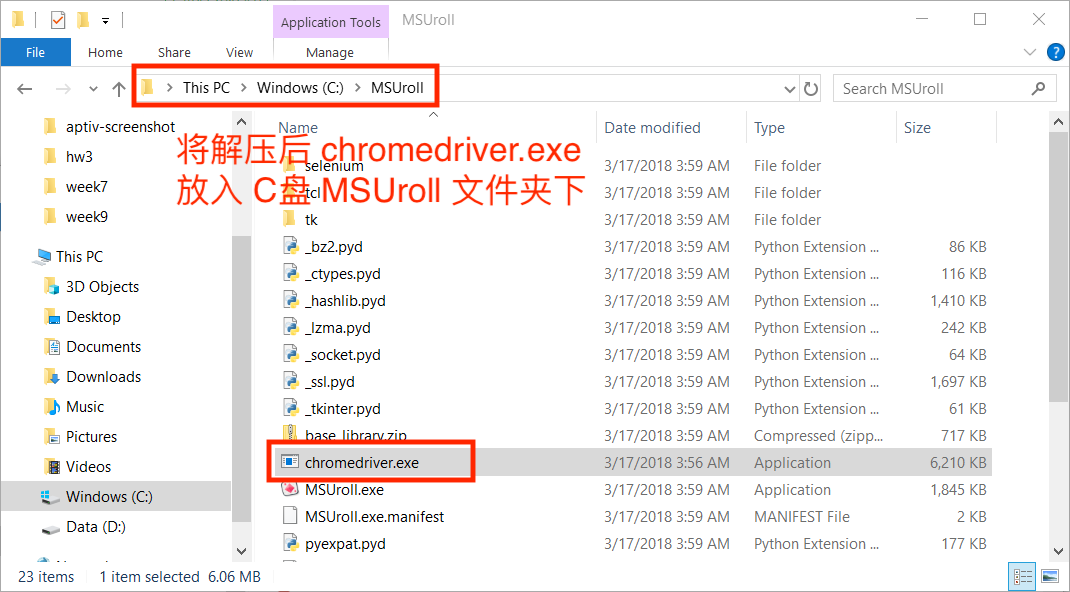 Application Tools
MSUroll
File
Home
Share
View
Manage
This PC
Windows (C:)
MSUroll
Search MSUroll
将解压后 chromedriver.exe
放入 C盘 MSUroll 文件夹下
aptiv-screenshot
hw3
week7
week9
This PC
3D Objects
Desktop
Documents
Downloads
Music
Pictures
Videos
Windows (C:)
Data (D:)
Name Date modified Type Size
selenium 3/17/2018 3:59 AM File folder
tcl 3/17/2018 3:59 AM File folder
tk 3/17/2018 3:59 AM File folder
_bz2.pyd 3/17/2018 3:59 AM Python Extension ... 86 KB
_ctypes.pyd 3/17/2018 3:59 AM Python Extension ... 116 KB
_hashlib.pyd 3/17/2018 3:59 AM Python Extension ... 1,410 KB
_lzma.pyd 3/17/2018 3:59 AM Python Extension ... 242 KB
_socket.pyd 3/17/2018 3:59 AM Python Extension ... 64 KB
_ssl.pyd 3/17/2018 3:59 AM Python Extension ... 1,697 KB
_tkinter.pyd 3/17/2018 3:59 AM Python Extension ... 61 KB
base_library.zip 3/17/2018 3:59 AM Compressed (zipp... 717 KB
chromedriver.exe 3/17/2018 3:56 AM Application 6,210 KB
MSUroll.exe 3/17/2018 3:59 AM Application 1,845 KB
MSUroll.exe.manifest 3/17/2018 3:59 AM MANIFEST File 2 KB
pyexpat.pyd 3/17/2018 3:59 AM Python Extension ... 177 KB
23 items 1 item selected 6.06 MB